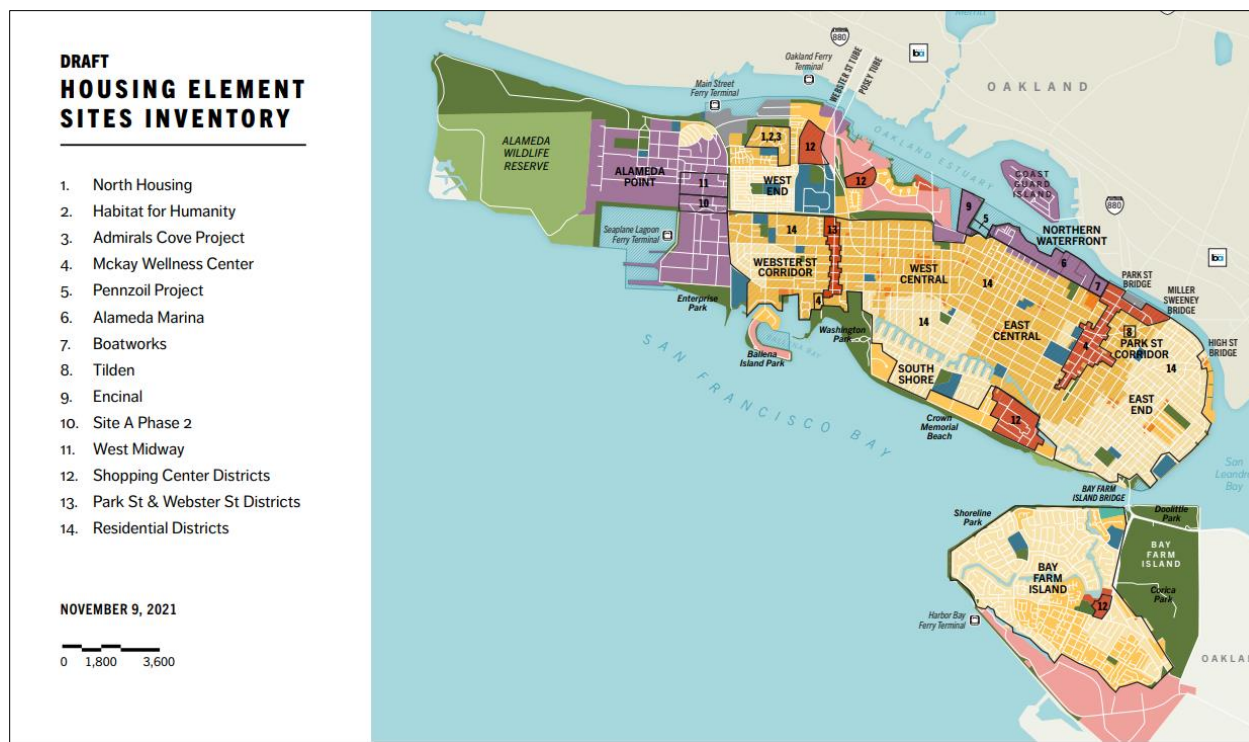 DRAFT
HOUSING ELEMENT
SITES INVENTORY
1. North Housing
2. Habitat for Humanity
3. Admirals Cove Project
4. Mckay Wellness Center
5. Pennzoil Project
6. Alameda Marina
7. Boatworks
8. Tilden
9. Encinal
10. Site A Phase 2
11. West Midway
12. Shopping Center Districts
13. Park St & Webster St Districts
14. Residential Districts
NOVEMBER 9, 2021
0 1,800 3,600
880
Oakland Ferry
Terminal
WEBSTER ST TUBE
POSEY TUBE
ba
OAKLAND
Main Street
Ferry Terminal
ALAMEDA
WILDLIFE
RESERVE
1,2,3
12
OAKLAND ESTUARY
ALAMEDA
POINT
11
10
WEST
END
12
COAST
GUARD
ISLAND
880
9
5
NORTHERN
WATERFRONT
Seaplane Lagoon
Ferry Terminal
14
13
WEBSTER ST
CORRIDOR
WEST
CENTRAL
14
6
7
ba
PARK ST
BRIDGE
MILLER
SWEENEY
BRIDGE
Enterprise
Park
4
Washington
Park
14
EAST
CENTRAL
4
8
PARK ST
CORRIDOR
14
HIGH ST
BRIDGE
BALLENA BAY
Ballena
Island Park
SOUTH
SHORE
EAST
END
SAN FRANCISCO BAY
Crown
Memorial
Beach
12
San
Leandro
Bay
BAY FARM
ISLAND BRIDGE
Shoreline
Park
Doolittle
Park
BAY
FARM
ISLAND
BAY
FARM
ISLAND
Corica
Park
12
Harbor Bay
Ferry Terminal
OAKLAN